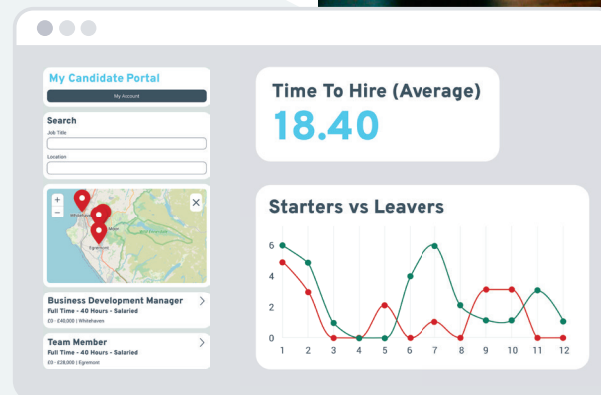 My Candidate Portal
My Account
Search
Job Title
Location
+
−
Egremont
Business Development Manager
Full Time - 40 Hours - Salaried
£0 - £40,000 | Whitehaven
Team Member
Full Time - 40 Hours - Salaried
£0 - £28,000 | Egremont
Time To Hire (Average)
18.40
Starters vs Leavers
6
4
2
0
1 2 3 4 5 6 7 8 9 10 11 12